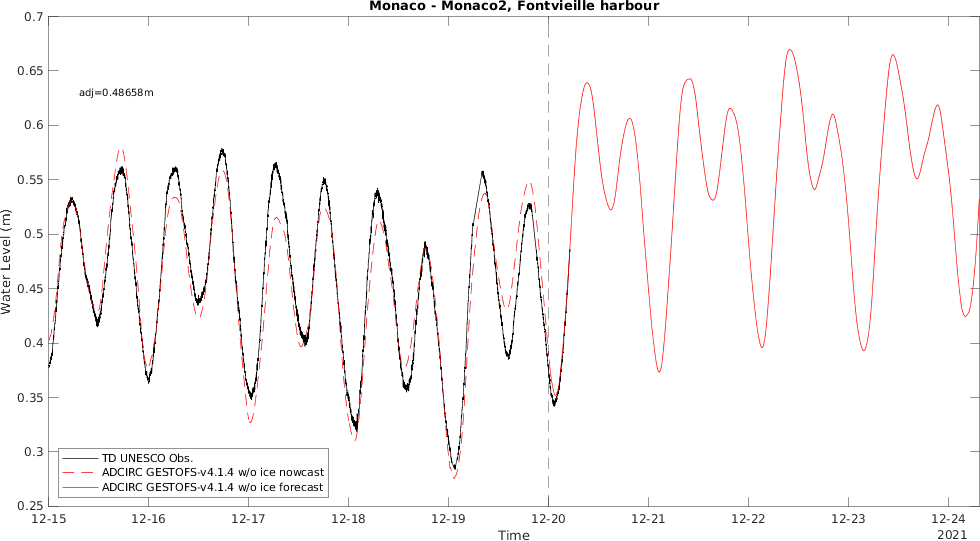 Monaco - Monaco2, Fontvieille harbour
0.7
0.65
adj=0.48658m
0.6
0.55
0.5
Water Level (m)
0.45
0.4
0.35
0.3
0.25
TD UNESCO Obs.
ADCIRC GESTOFS-v4.1.4 w/o ice nowcast
ADCIRC GESTOFS-v4.1.4 w/o ice forecast
12-15 12-16 12-17 12-18 12-19 12-20 12-21 12-22 12-23 12-24
Time
2021